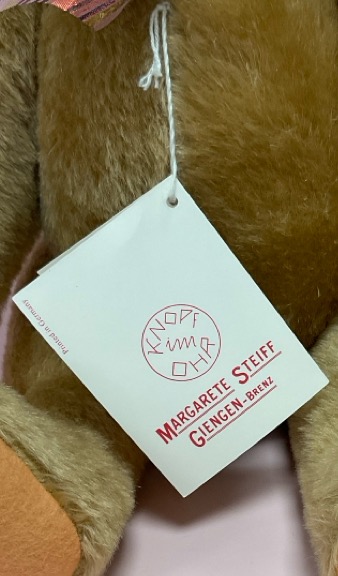 KNOPF
im
OHR
MARGARETE STEIFF
GIENGEN-BRENZ
Printed in Germany